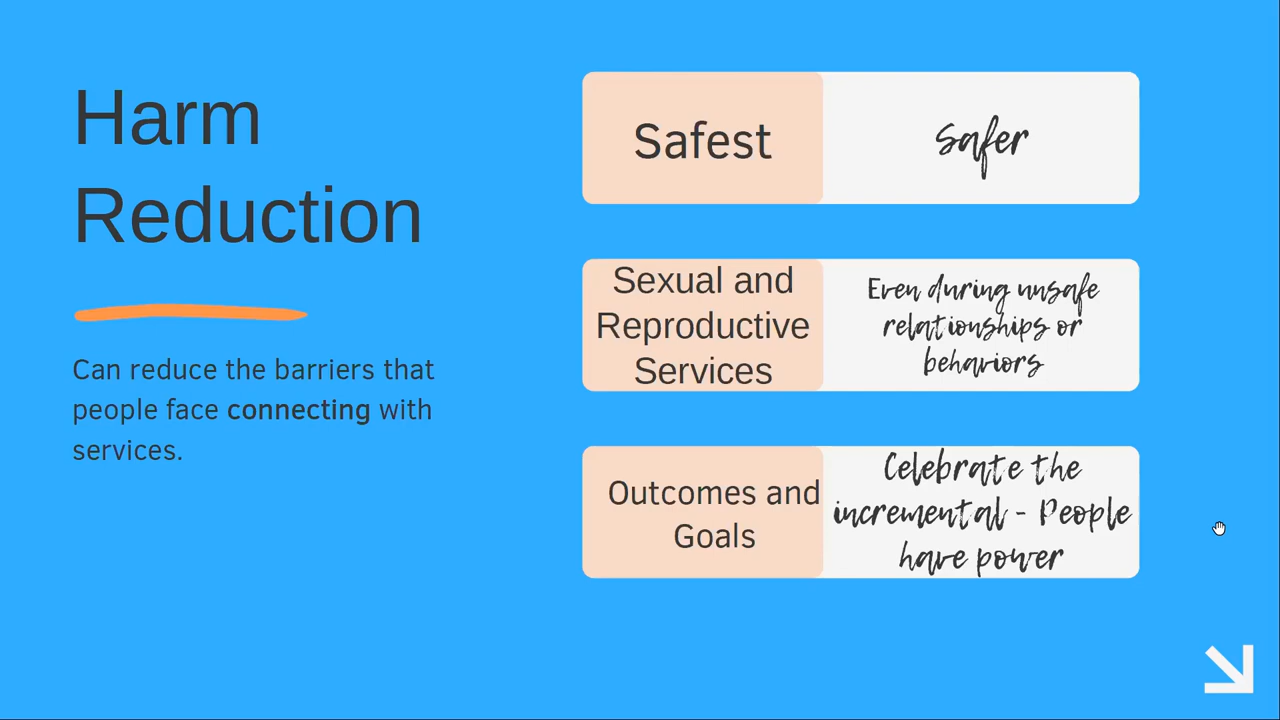 Harm
Reduction
Can reduce the barriers that
people face connecting with
services.
Safest
Safer
Sexual and
Reproductive
Services
Even during unsafe
relationships or
behaviors
Outcomes and
Goals
Celebrate the
incremental - People
have power